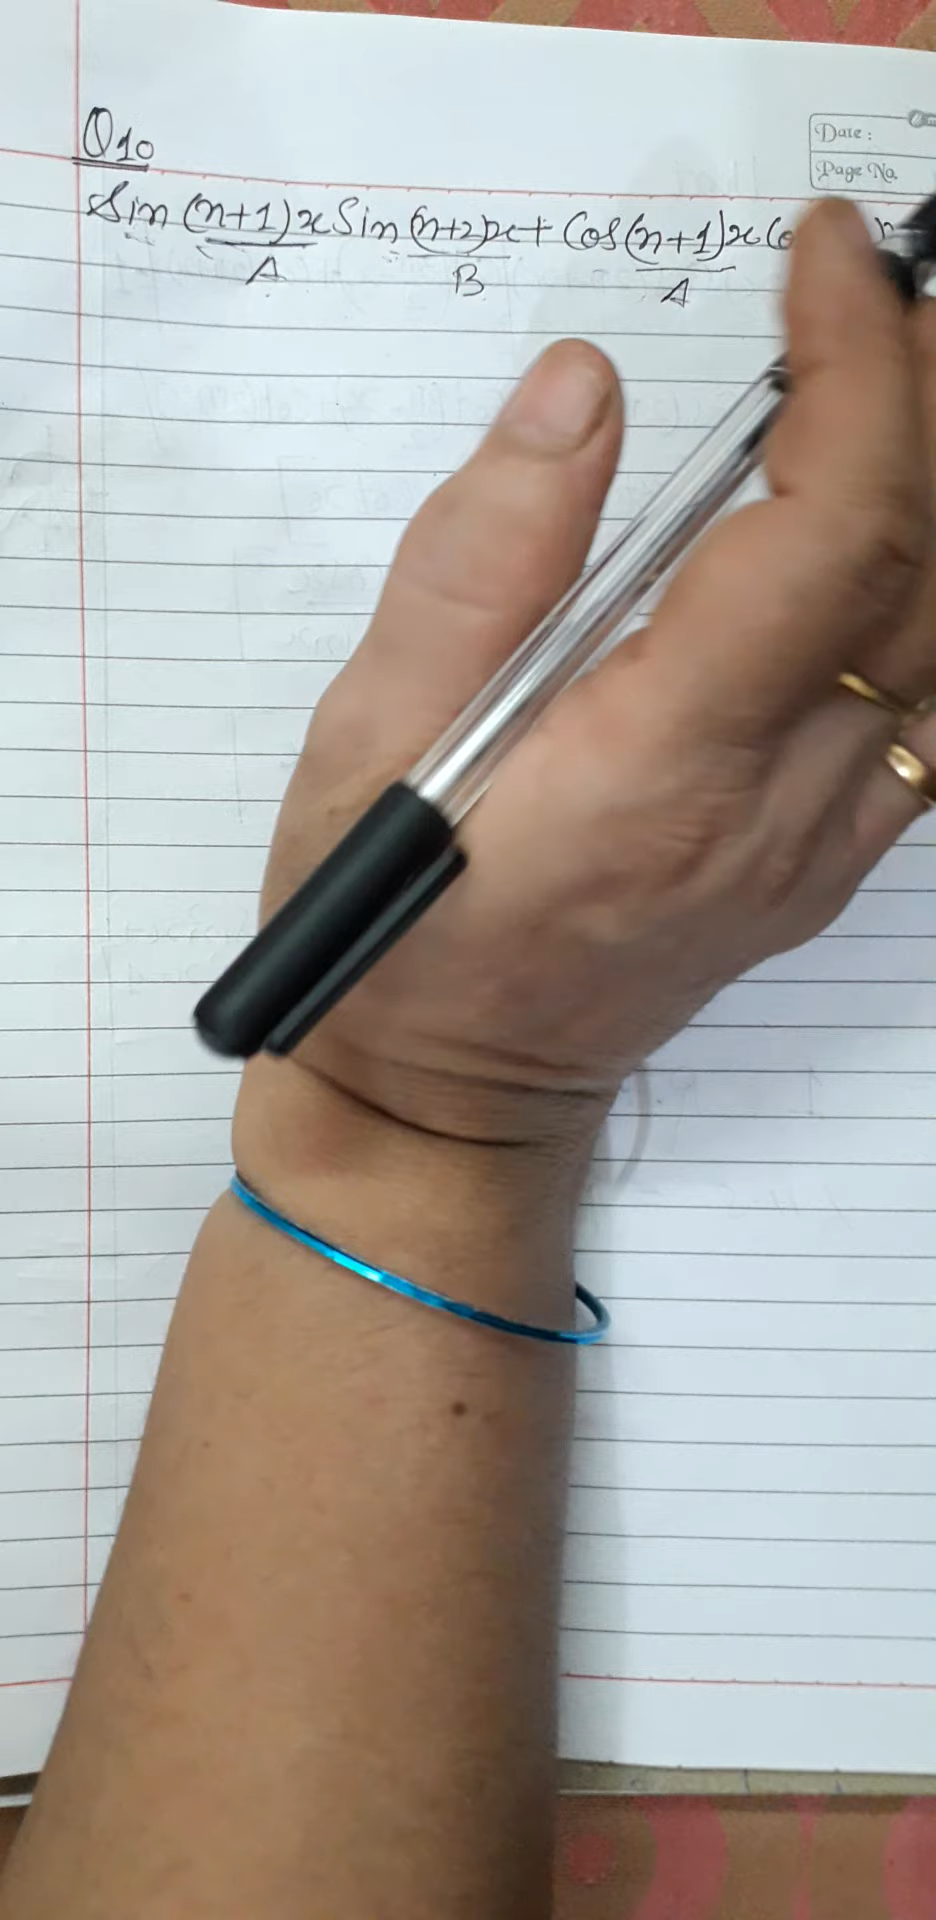 Q10
Date :
Page No.
Sin (n+1)x Sin (n+2)x + Cos(n+1)x
A B A